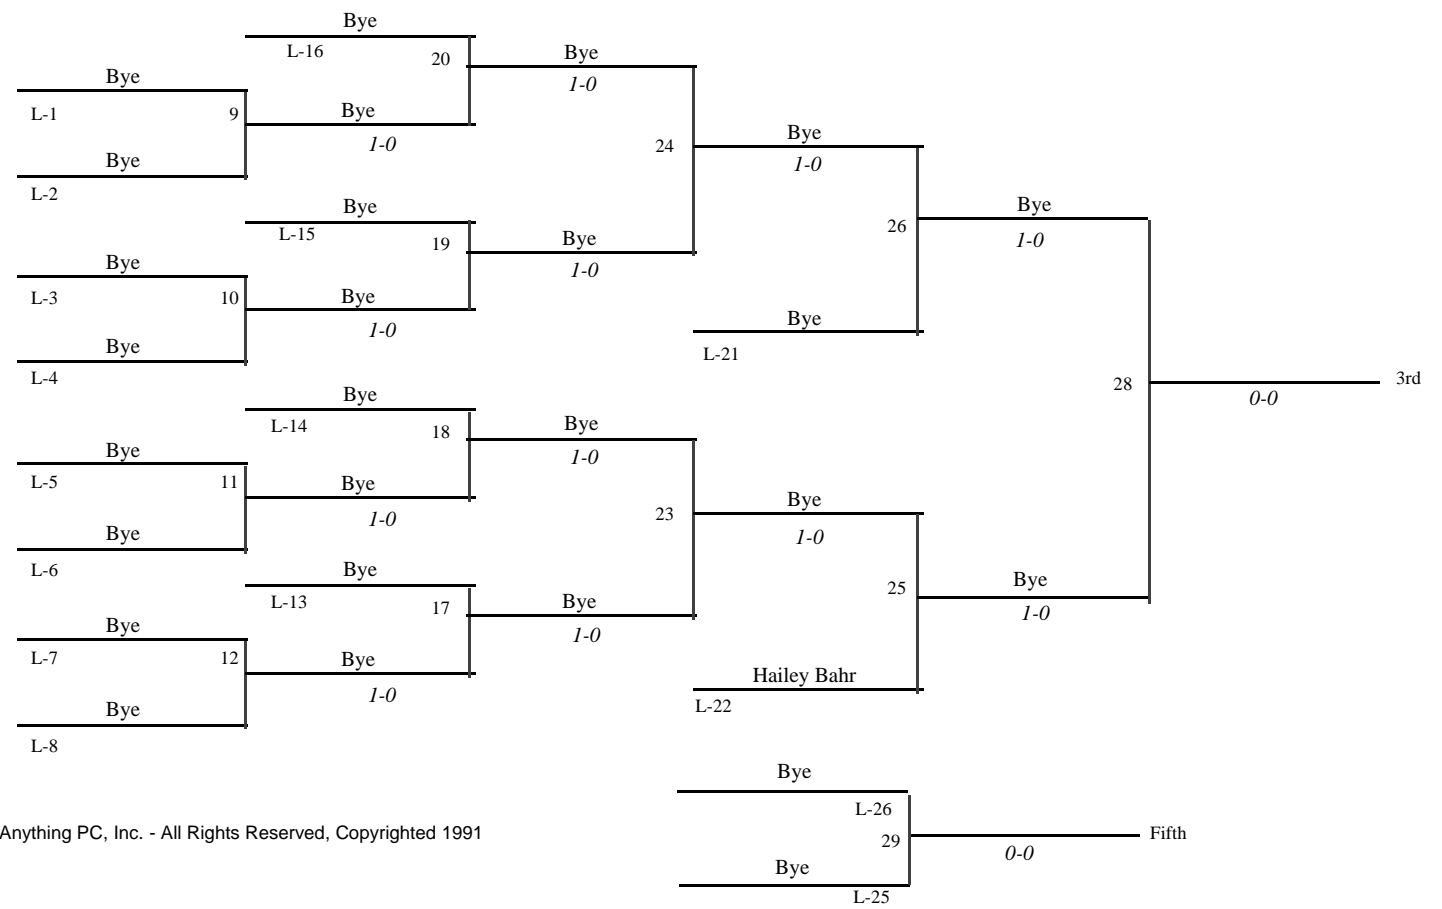 Bye
L-16
20
Bye
1-0
Bye
L-1
9
Bye
1-0
Bye
L-2
24
Bye
1-0
Bye
L-15
19
Bye
1-0
26
Bye
1-0
Bye
L-3
10
Bye
1-0
Bye
L-4
Bye
L-21
28
3rd
0-0
Bye
L-14
18
Bye
1-0
Bye
L-5
11
Bye
1-0
Bye
L-6
23
Bye
1-0
Bye
L-13
17
Bye
1-0
25
Bye
1-0
Bye
L-7
12
Bye
1-0
Bye
L-8
Hailey Bahr
L-22
Bye
L-26
29
Fifth
0-0
Bye
L-25
Anything PC, Inc. - All Rights Reserved, Copyrighted 1991